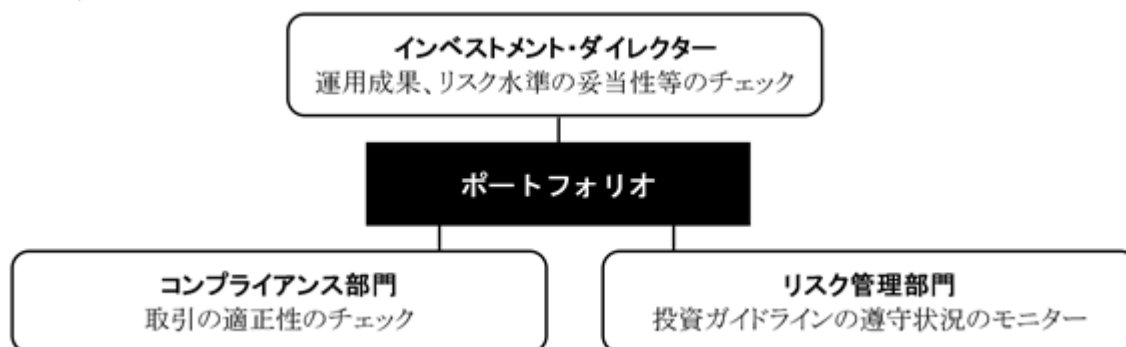 インベストメント・ダイレクター
運用成果、リスク水準の妥当性等のチェック
ポートフォリオ
コンプライアンス部門
取引の適正性のチェック
リスク管理部門
投資ガイドラインの遵守状況のモニター